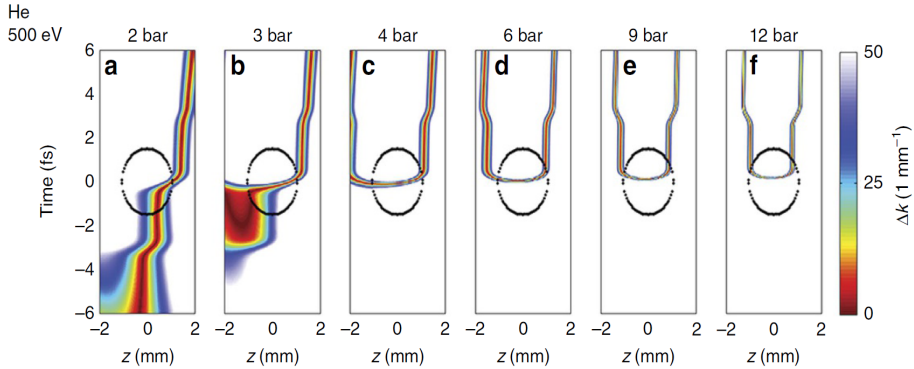 He
500 eV
2 bar 3 bar 4 bar 6 bar 9 bar 12 bar
a b c d e f
6
4
2
0
−2
−4
−6
Time (fs)
−2 0 2 −2 0 2 −2 0 2 −2 0 2 −2 0 2 −2 0 2
z (mm) z (mm) z (mm) z (mm) z (mm) z (mm)
50
25
0
Δk (1 mm⁻¹)